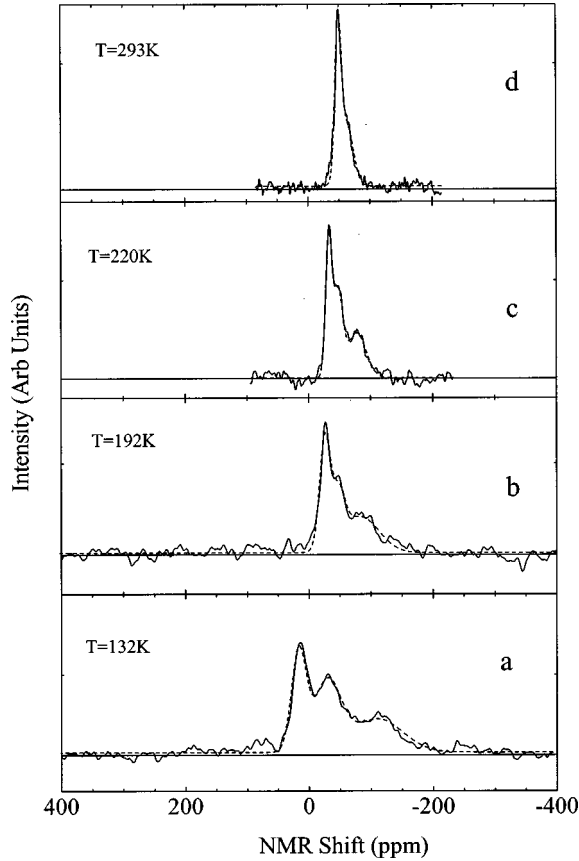 T=293K
d
T=220K
c
T=192K
b
T=132K
a
Intensity (Arb Units)
400 200 0 -200 -400
NMR Shift (ppm)